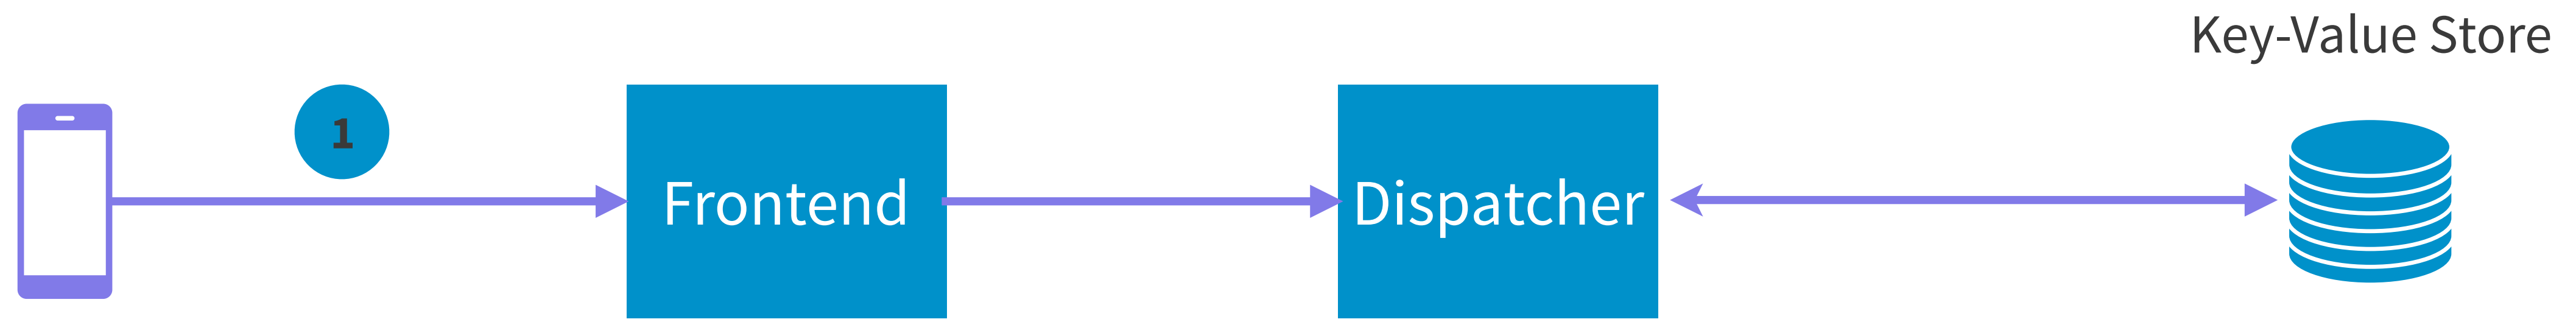 Key-Value Store
1
Frontend
Dispatcher